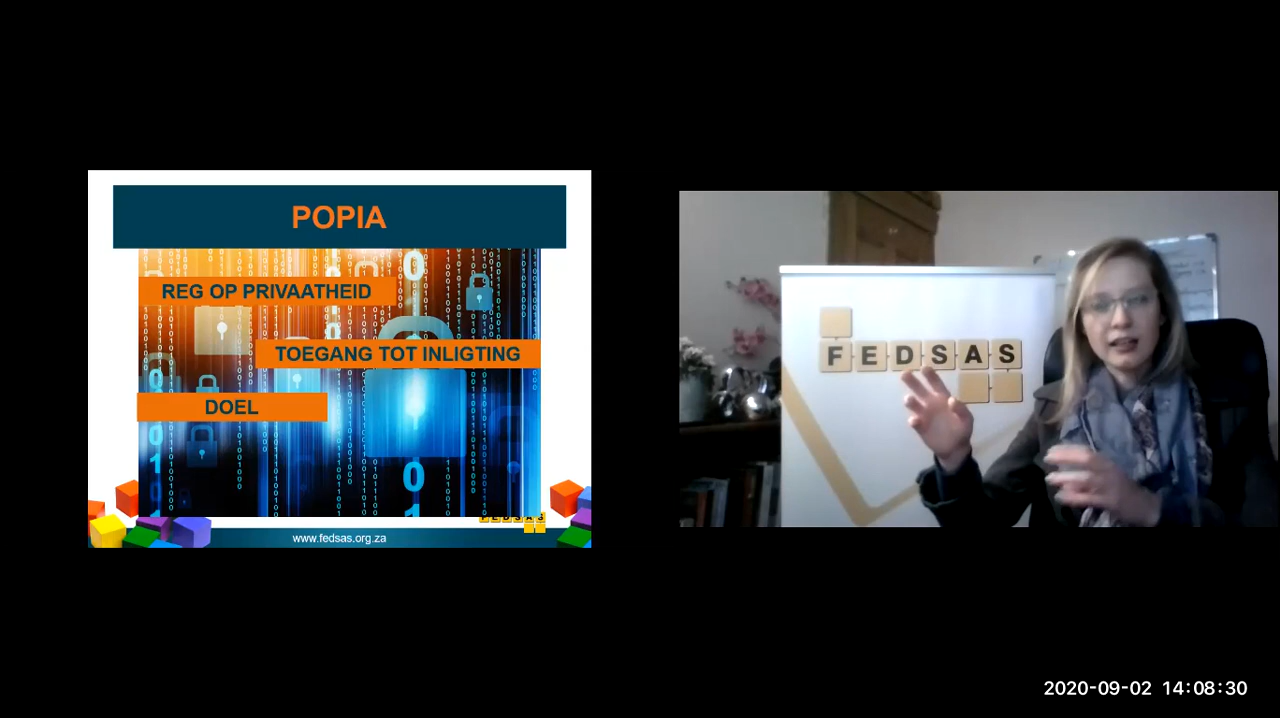 POPIA
REG OP PRIVAATHEID
TOEGANG TOT INLIGTING
DOEL
FEDSAS
www.fedsas.org.za
FEDSAS
2020-09-02 14:08:30